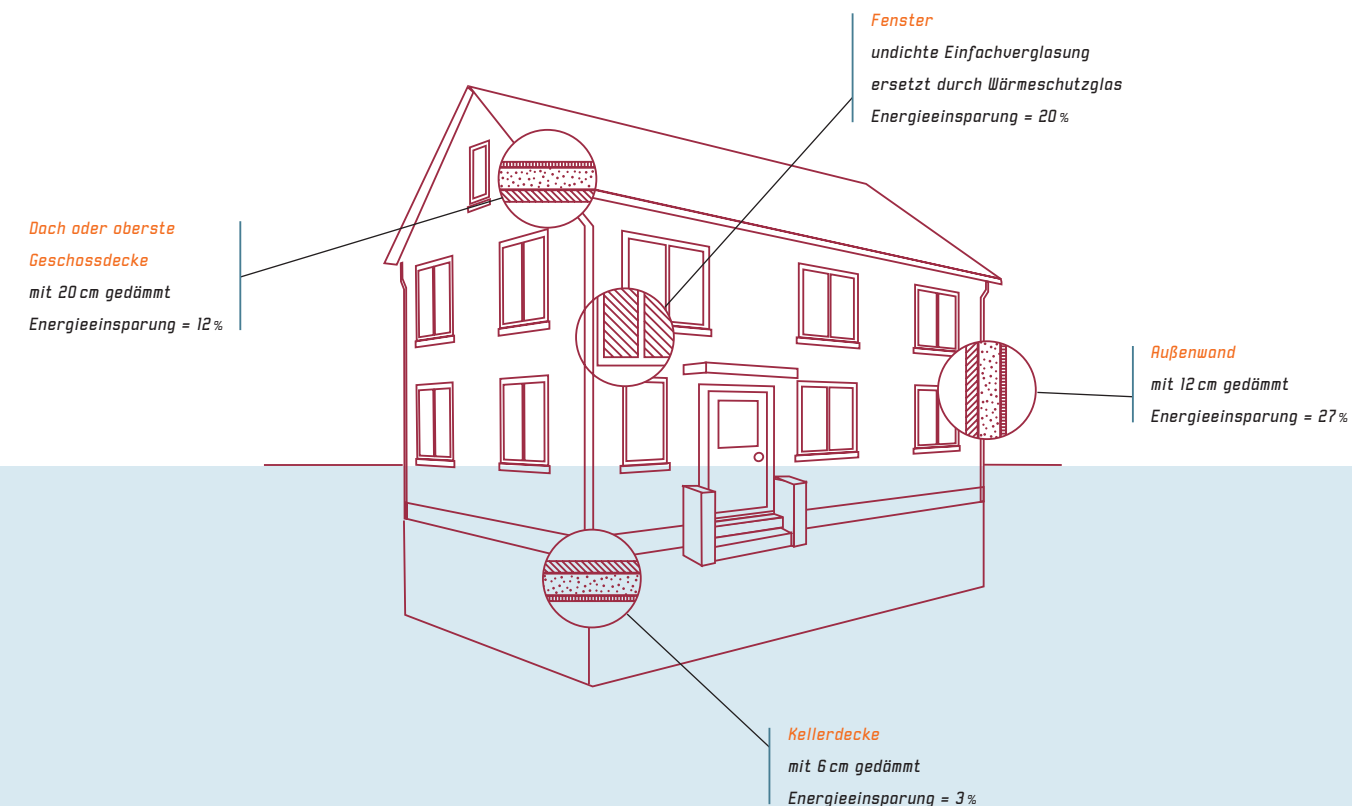 Fenster
undichte Einfachverglasung
ersetzt durch Wärmeschutzglas
Energieeinsparung = 20 %
Dach oder oberste
Geschossdecke
mit 20 cm gedämmt
Energieeinsparung = 12 %
Außenwand
mit 12 cm gedämmt
Energieeinsparung = 27 %
Kellerdecke
mit 6 cm gedämmt
Energieeinsparung = 3 %